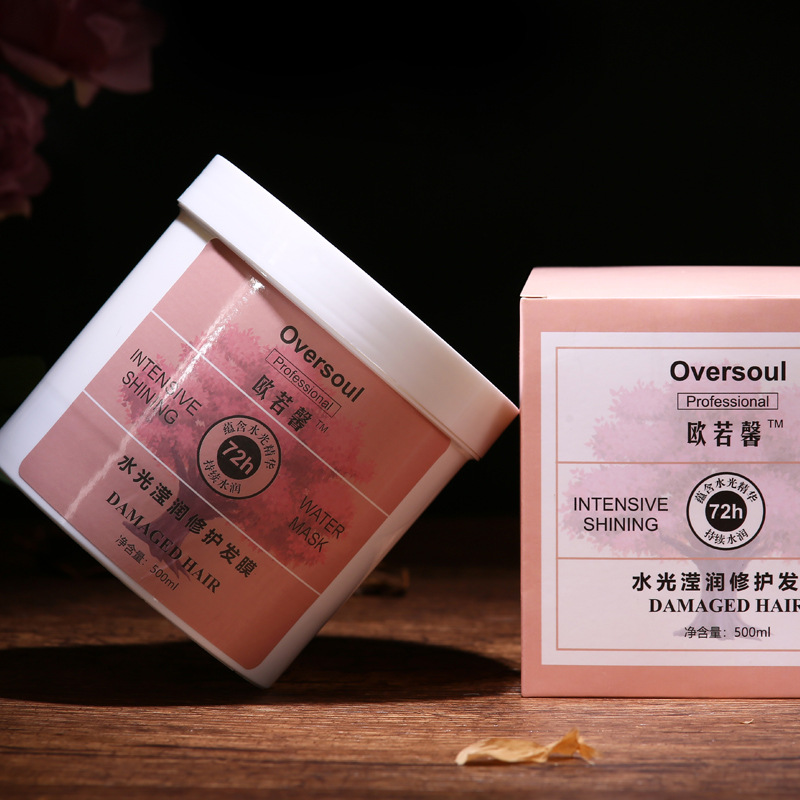 Oversoul
Professional
欧若馨™
INTENSIVE
SHINING
蕴含水光精华
72h
持续水润
WATER
MASK
水光滢润修护发膜
DAMAGED HAIR
净含量：500ml
Oversoul
Professional
欧若馨™
INTENSIVE
SHINING
蕴含水光精华
72h
持续水润
水光滢润修护发
DAMAGED HAIR
净含量：500ml